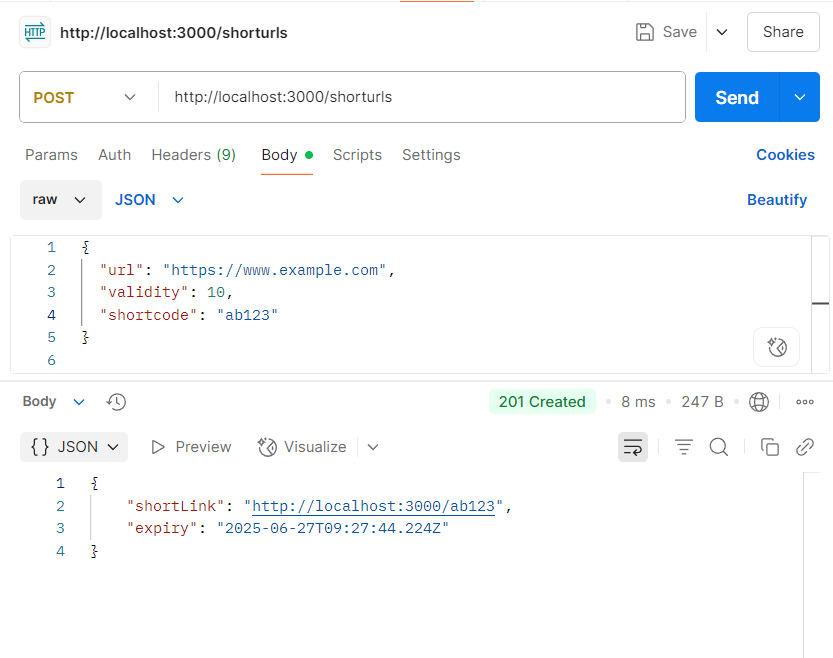 HTTP http://localhost:3000/shorturls Save Share
POST http://localhost:3000/shorturls Send
Params Auth Headers (9) Body Scripts Settings Cookies
raw JSON Beautify
1 {
2 "url": "https://www.example.com",
3 "validity": 10,
4 "shortcode": "ab123"
5 }
6
Body 201 Created 8 ms 247 B
{} JSON Preview Visualize
1 {
2 "shortLink": "http://localhost:3000/ab123",
3 "expiry": "2025-06-27T09:27:44.224Z"
4 }